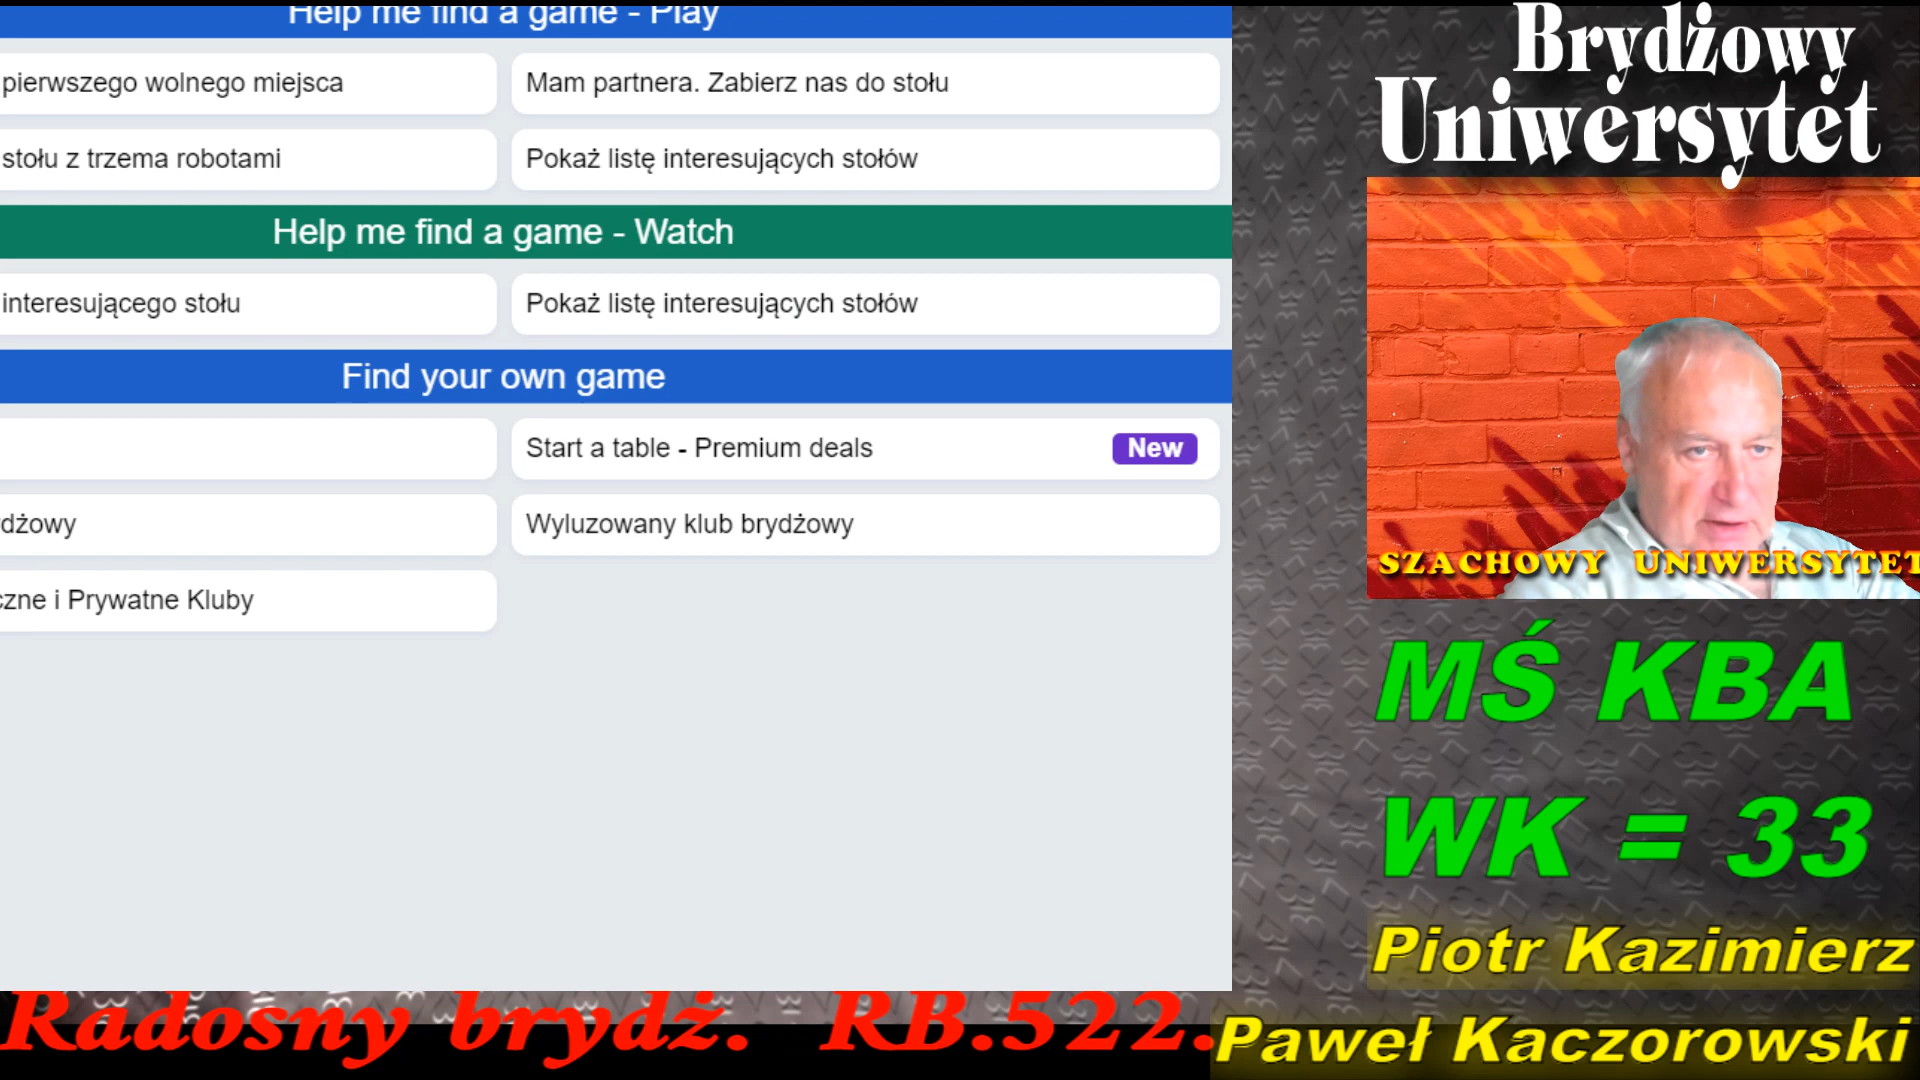 Help me find a game - Play
pierwszego wolnego miejsca
Mam partnera. Zabierz nas do stołu
stołu z trzema robotami
Pokaż listę interesujących stołów
Help me find a game - Watch
interesującego stołu
Pokaż listę interesujących stołów
Find your own game
Start a table - Premium deals
New
dżowy
Wyluzowany klub brydżowy
czne i Prywatne Kluby
Brydżowy
Uniwersytet
SZACHOWY UNIWERSYTET
MŚ KBA
WK = 33
Piotr Kazimierz
Paweł Kaczorowski
Radosny brydż. RB.522.